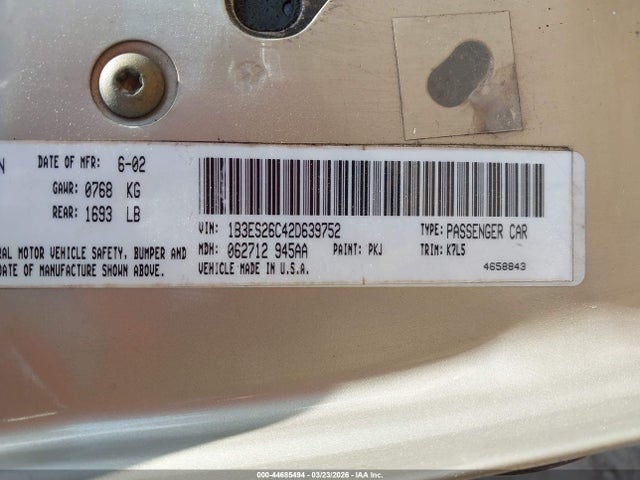 N DATE OF MFR: 6-02
GAWR: 0768 KG
REAR: 1693 LB
VIN: 1B3ES26C42D639752 TYPE: PASSENGER CAR
MDH: 062712 945AA PAINT: PKJ TRIM: K7L5
RAL MOTOR VEHICLE SAFETY, BUMPER AND
DATE OF MANUFACTURE SHOWN ABOVE. VEHICLE MADE IN U.S.A.
4658843
000-44685494 | 03/23/2026 | IAA Inc.